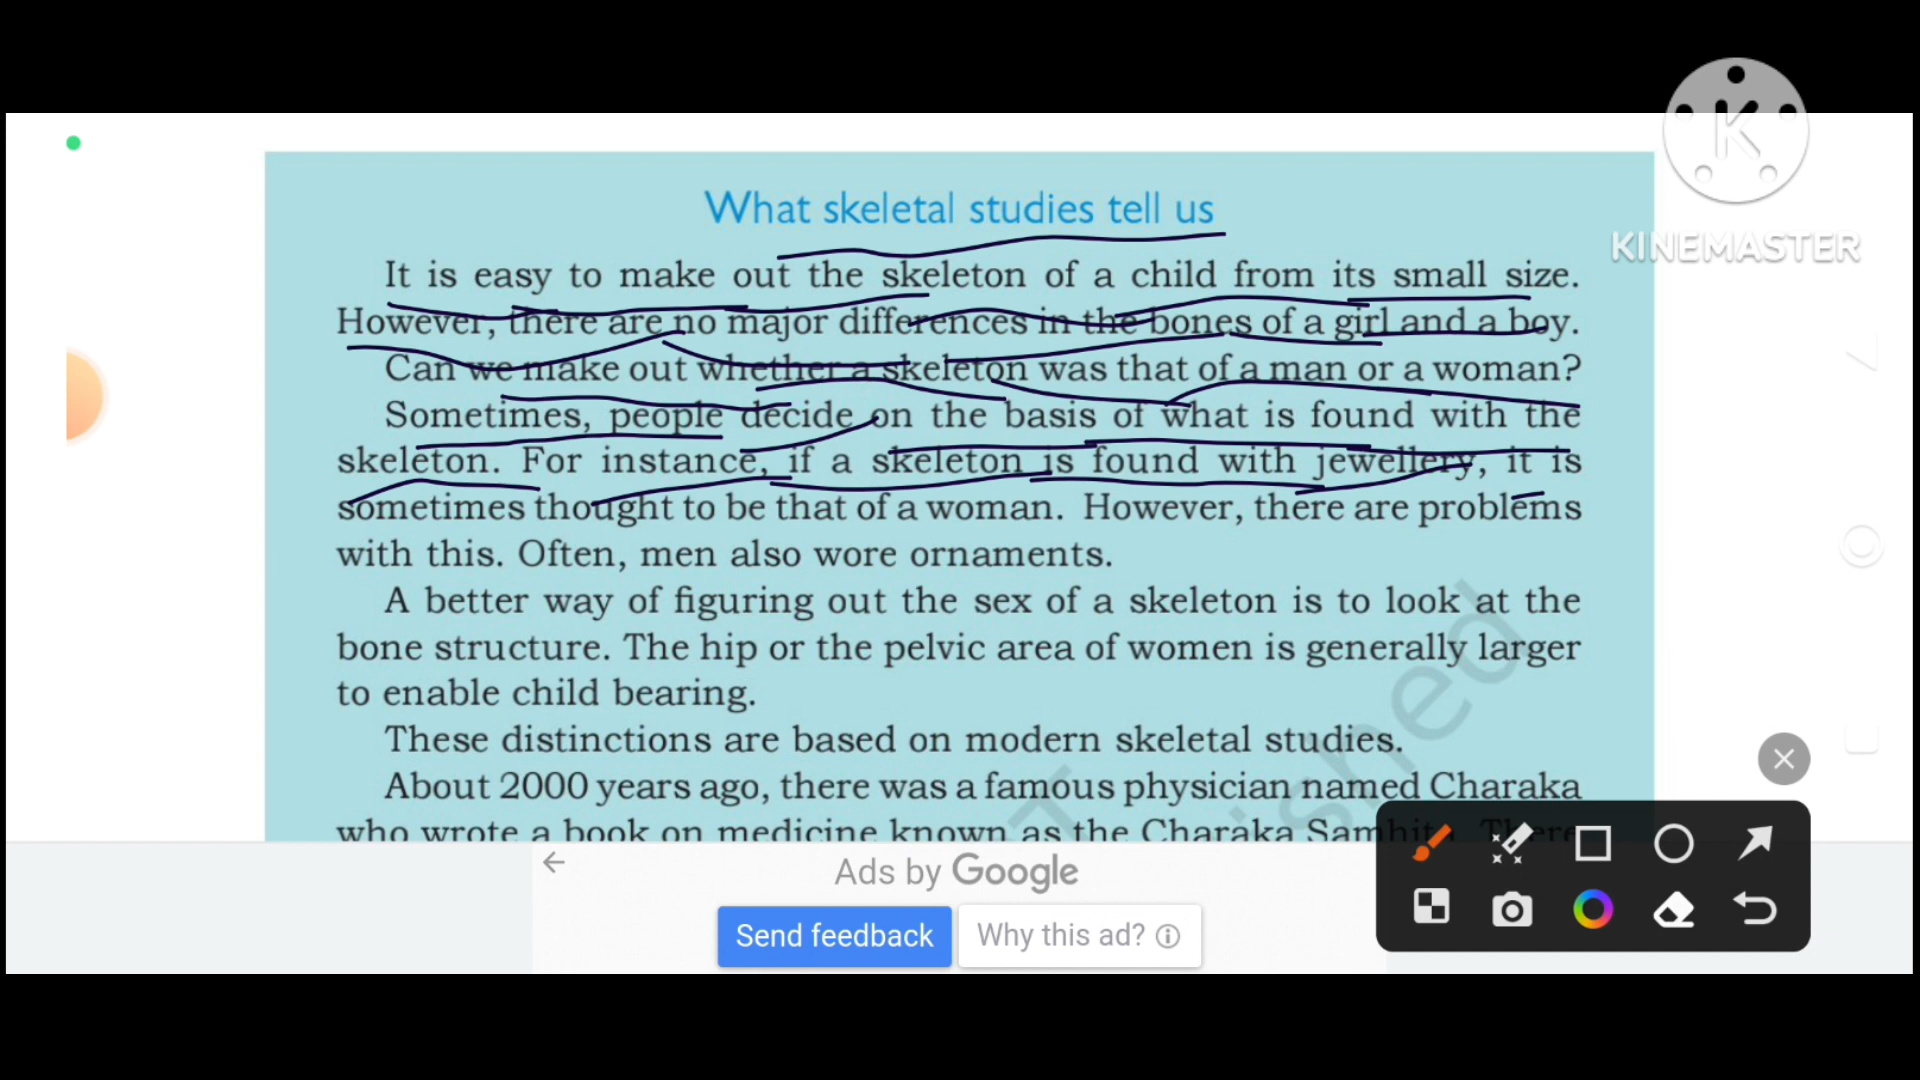 What skeletal studies tell us
KINEMASTER
It is easy to make out the skeleton of a child from its small size.
However, there are no major differences in the bones of a girl and a boy.
Can we make out whether a skeleton was that of a man or a woman?
Sometimes, people decide on the basis of what is found with the
skeleton. For instance, if a skeleton is found with jewellery, it is
sometimes thought to be that of a woman. However, there are problems
with this. Often, men also wore ornaments.
A better way of figuring out the sex of a skeleton is to look at the
bone structure. The hip or the pelvic area of women is generally larger
to enable child bearing.
These distinctions are based on modern skeletal studies.
About 2000 years ago, there was a famous physician named Charaka
who wrote a book on medicine known as the Charaka Samhita. There
Ads by Google
Send feedback
Why this ad?